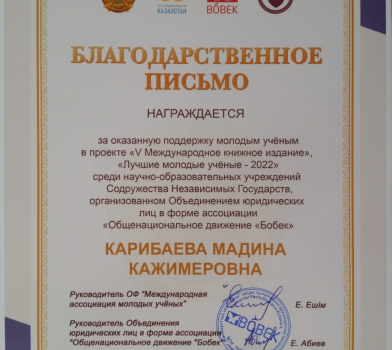 КАЗАХСТАН
BOBEK
БЛАГОДАРСТВЕННОЕ
ПИСЬМО
НАГРАЖДАЕТСЯ
за оказанную поддержку молодым учёным
в проекте «V Международное книжное издание»,
«Лучшие молодые учёные - 2022»
среди научно-образовательных учреждений
Содружества Независимых Государств,
организованном Объединением юридических
лиц в форме ассоциации
«Общенациональное движение «Бобек»
КАРИБАЕВА МАДИНА
КАЖИМЕРОВНА
Руководитель ОФ "Международная
ассоциация молодых учёных"
Е. Ешім
Руководитель Объединения
юридических лиц в форме ассоциации
"Общенациональное движение "Бобек"
Е. Абиев
BOBEK